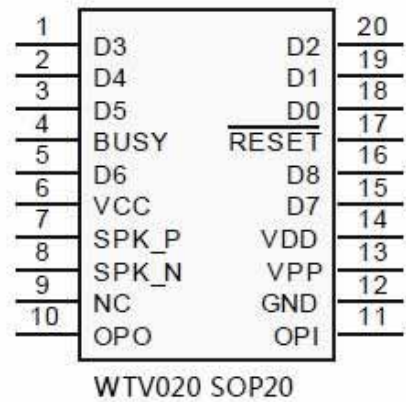 1 D3 D2 20
2 D4 D1 19
3 D5 D0 18
4 BUSY RESET 17
5 D6 D8 16
6 VCC D7 15
7 SPK_P VDD 14
8 SPK_N VPP 13
9 NC GND 12
10 OPO OPI 11
WTV020 SOP20